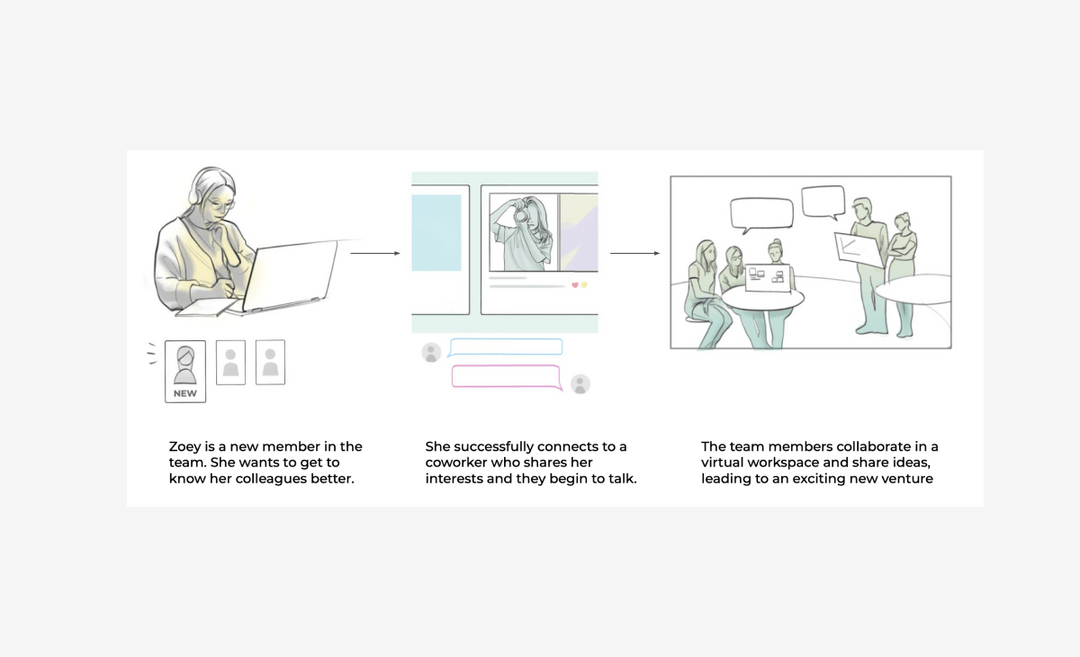 NEW
Zoey is a new member in the
team. She wants to get to
know her colleagues better.
She successfully connects to a
coworker who shares her
interests and they begin to talk.
The team members collaborate in a
virtual workspace and share ideas,
leading to an exciting new venture